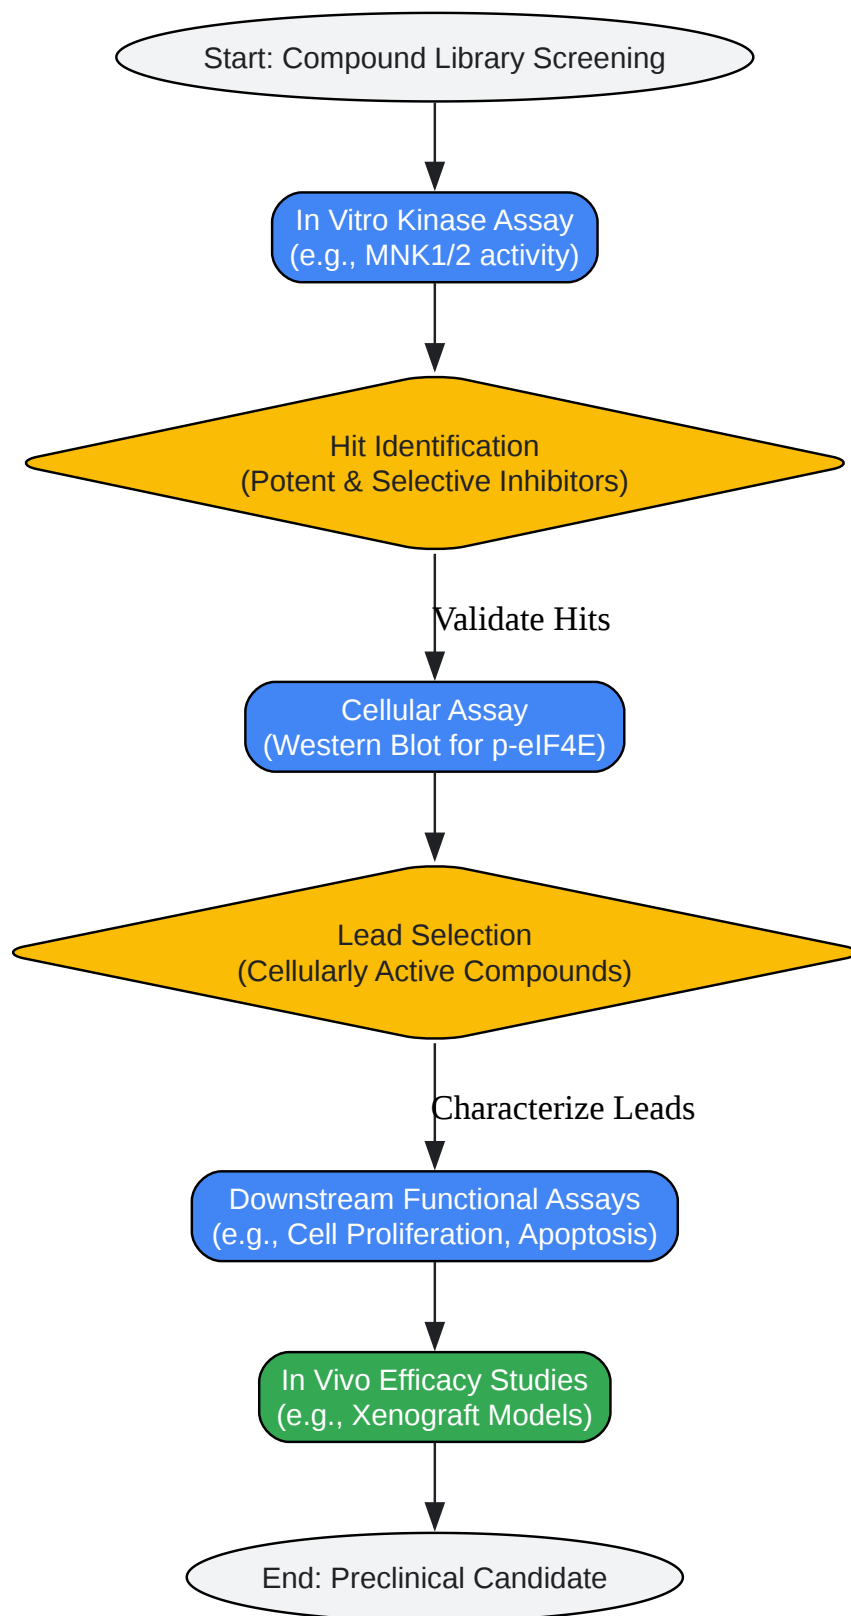 Start: Compound Library Screening
In Vitro Kinase Assay
(e.g., MNK1/2 activity)
Hit Identification
(Potent & Selective Inhibitors)
Validate Hits
Cellular Assay
(Western Blot for p-eIF4E)
Lead Selection
(Cellularly Active Compounds)
Characterize Leads
Downstream Functional Assays
(e.g., Cell Proliferation, Apoptosis)
In Vivo Efficacy Studies
(e.g., Xenograft Models)
End: Preclinical Candidate